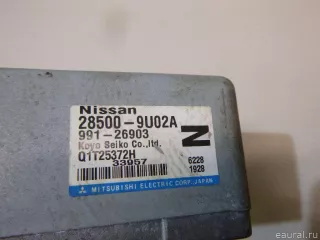 Nissan
28500-9U02A
991-26903
Koyo Seiko Co.,ltd.
N
Q1T25372H
33957
6228
1928
MITSUBISHI ELECTRIC CORP. JAPAN
© eaural.ru